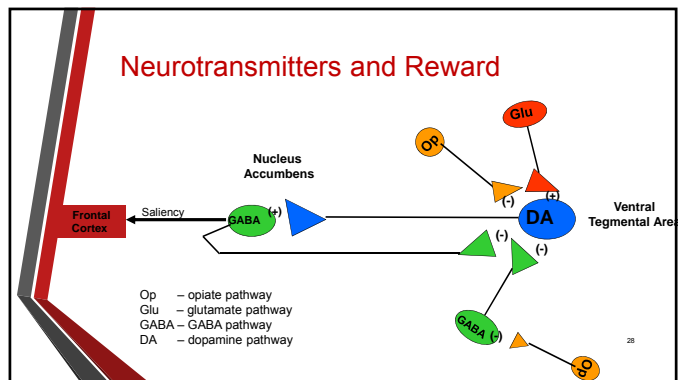 Neurotransmitters and Reward
Op
Glu
Nucleus
Accumbens
(-)
(+)
Frontal
Cortex
Saliency
GABA
(+)
DA
Ventral
Tegmental Area
(-)
(-)
Op – opiate pathway
Glu – glutamate pathway
GABA – GABA pathway
DA – dopamine pathway
GABA
(-)
Op
28